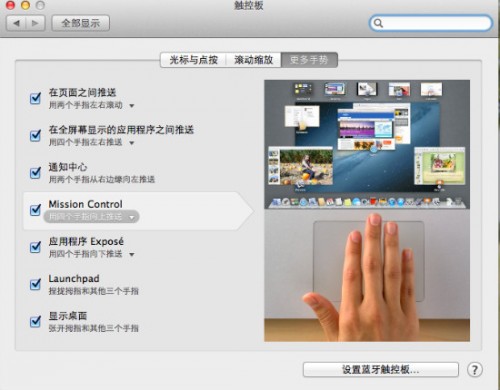 触控板
全部显示
光标与点按 滚动缩放 更多手势
在页面之间推送
用两个手指左右滚动
在全屏幕显示的应用程序之间推送
用四个手指左右推送
通知中心
用两个手指从右边缘向左推送
Mission Control
用四个手指向上推送
应用程序 Exposé
用四个手指向下推送
Launchpad
捏拢拇指和其他三个手指
显示桌面
张开拇指和其他三个手指
设置蓝牙触控板...
?